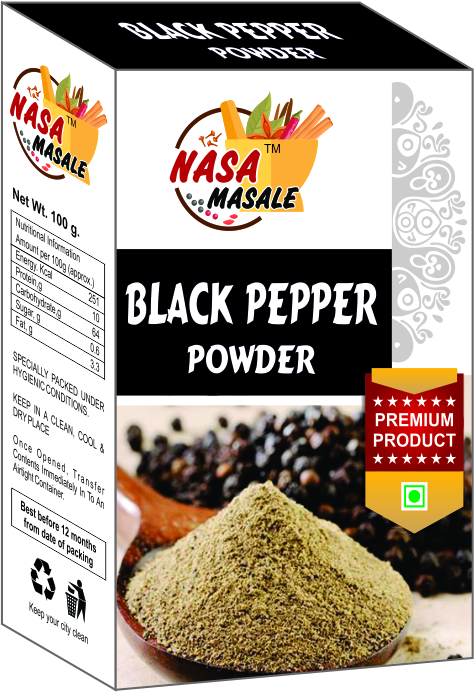 BLACK PEPPER
POWDER
NASA
TM
MASALE
Net Wt. 100 g.
Nutritional Information
Amount per 100g (approx.)
Energy, Kcal 251
Protein,g 10
Carbohydrate,g 64
Sugar, g 0.6
Fat, g 3.3
SPECIALLY PACKED UNDER
HYGIENIC CONDITIONS.
KEEP IN A CLEAN, COOL &
DRY PLACE
Once Opened, Transfer
Contents Immediately In To An
Airtight Container.
Best before 12 months
from date of packing
Keep your city clean
NASA
TM
MASALE
BLACK PEPPER
POWDER
PREMIUM
PRODUCT